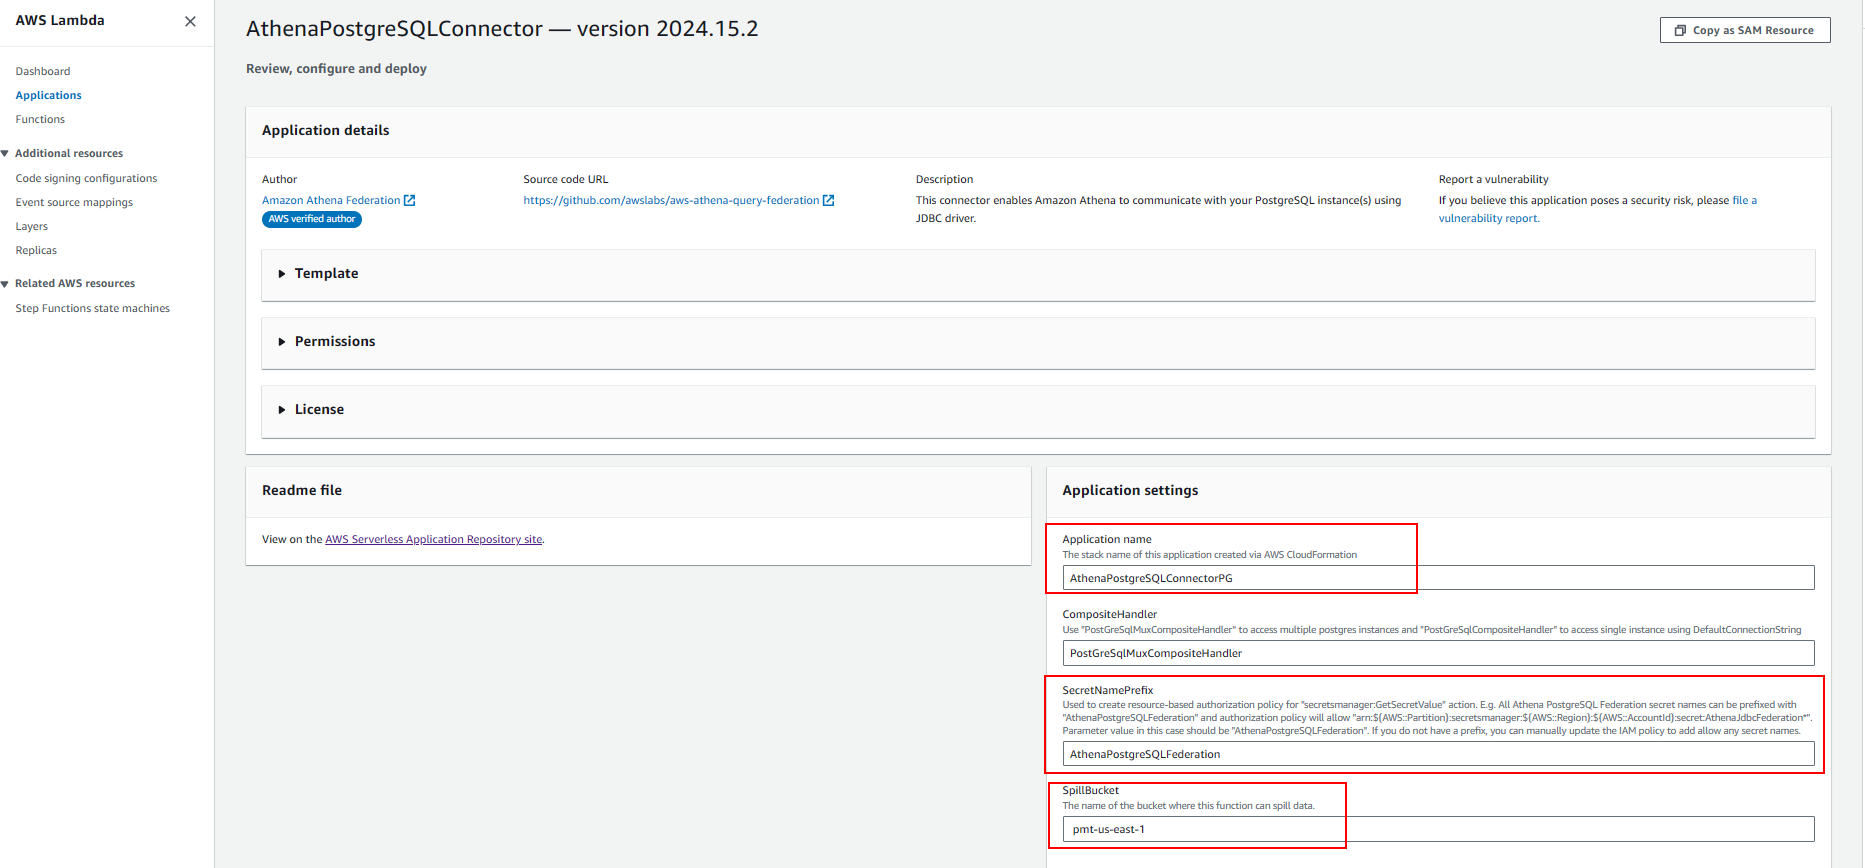 AWS Lambda
Dashboard
Applications
Functions
Additional resources
Code signing configurations
Event source mappings
Layers
Replicas
Related AWS resources
Step Functions state machines
AthenaPostgreSQLConnector — version 2024.15.2
Copy as SAM Resource
Review, configure and deploy
Application details
Author
Amazon Athena Federation
AWS verified author
Source code URL
https://github.com/awslabs/aws-athena-query-federation
Description
This connector enables Amazon Athena to communicate with your PostgreSQL instance(s) using
JDBC driver.
Report a vulnerability
If you believe this application poses a security risk, please file a
vulnerability report.
Template
Permissions
License
Readme file
View on the AWS Serverless Application Repository site.
Application settings
Application name
The stack name of this application created via AWS CloudFormation
AthenaPostgreSQLConnectorPG
CompositeHandler
Use "PostGreSqlMuxCompositeHandler" to access multiple postgres instances and "PostGreSqlCompositeHandler" to access single instance using DefaultConnectionString
PostGreSqlMuxCompositeHandler
SecretNamePrefix
Used to create resource-based authorization policy for "secretsmanager:GetSecretValue" action. E.g. All Athena PostgreSQL Federation secret names can be prefixed with
"AthenaPostgreSQLFederation" and authorization policy will allow "arn:${AWS::Partition}:secretsmanager:${AWS::Region}:${AWS::AccountId}:secret:AthenaJdbcFederation*".
Parameter value in this case should be "AthenaPostgreSQLFederation". If you do not have a prefix, you can manually update the IAM policy to add allow any secret names.
AthenaPostgreSQLFederation
SpillBucket
The name of the bucket where this function can spill data.
pmt-us-east-1